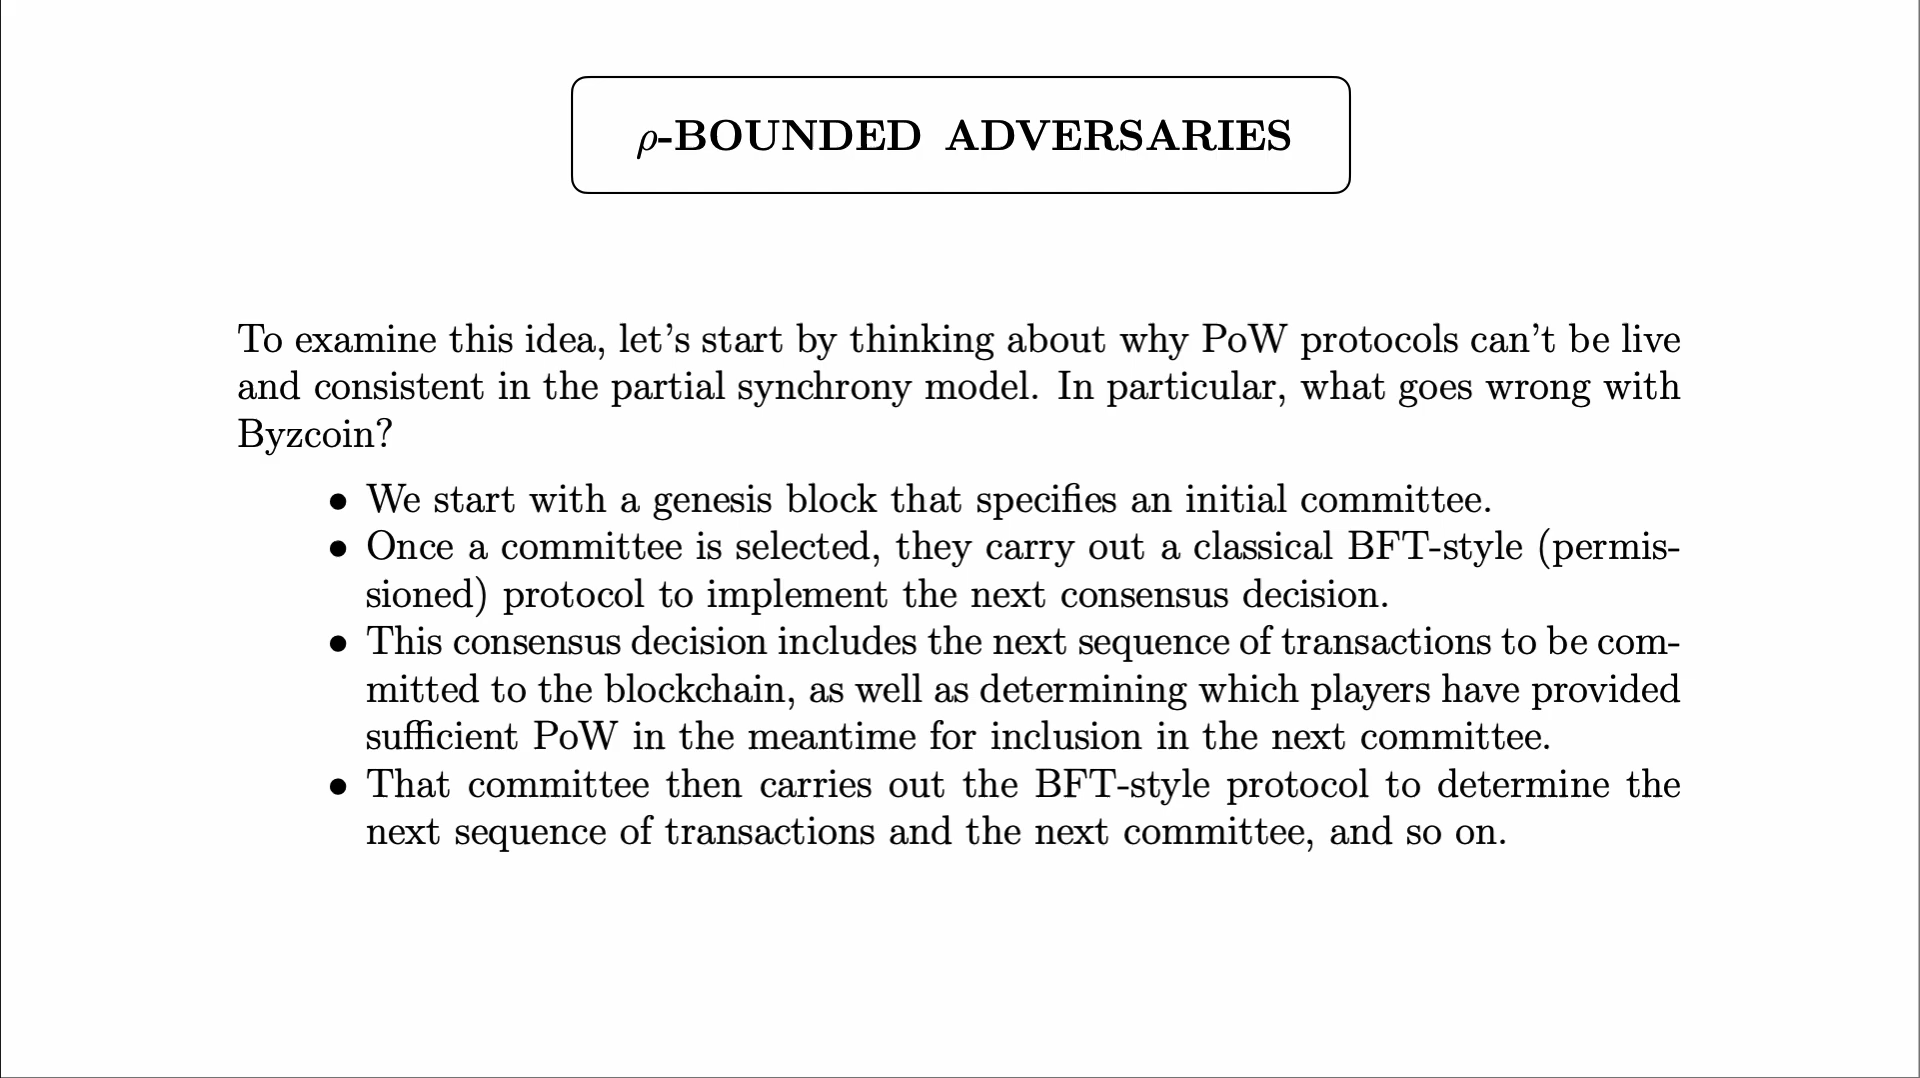 ρ-BOUNDED ADVERSARIES
To examine this idea, let's start by thinking about why PoW protocols can't be live
and consistent in the partial synchrony model. In particular, what goes wrong with
Byzcoin?
• We start with a genesis block that specifies an initial committee.
• Once a committee is selected, they carry out a classical BFT-style (permis-
sioned) protocol to implement the next consensus decision.
• This consensus decision includes the next sequence of transactions to be com-
mitted to the blockchain, as well as determining which players have provided
sufficient PoW in the meantime for inclusion in the next committee.
• That committee then carries out the BFT-style protocol to determine the
next sequence of transactions and the next committee, and so on.